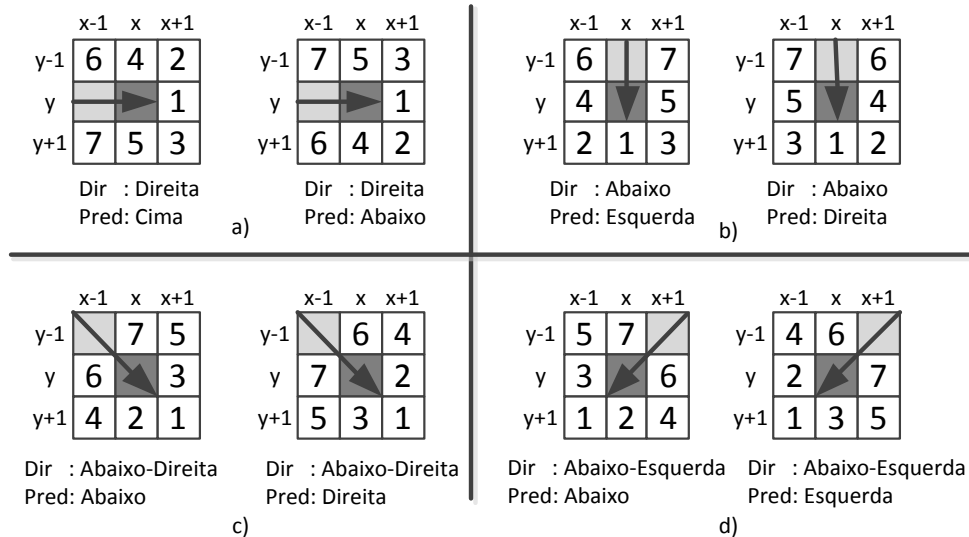 x-1 x x+1
y-1 6 4 2
y 1
y+1 7 5 3
Dir : Direita
Pred: Cima
x-1 x x+1
7 5 3
1
6 4 2
Dir : Direita
Pred: Abaixo
a)
x-1 x x+1
y-1 6 7
y 4 5
y+1 2 1 3
Dir : Abaixo
Pred: Esquerda
x-1 x x+1
7 6
5 4
3 1 2
Dir : Abaixo
Pred: Direita
b)
x-1 x x+1
y-1 7 5
y 6 3
y+1 4 2 1
Dir : Abaixo-Direita
Pred: Abaixo
x-1 x x+1
y-1 6 4
y 7 2
y+1 5 3 1
Dir : Abaixo-Direita
Pred: Direita
c)
x-1 x x+1
y-1 5 7
y 3 6
y+1 1 2 4
Dir : Abaixo-Esquerda
Pred: Abaixo
x-1 x x+1
y-1 4 6
y 2 7
y+1 1 3 5
Dir : Abaixo-Esquerda
Pred: Esquerda
d)